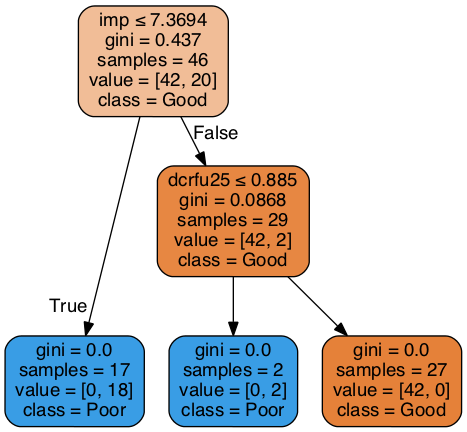 imp ≤ 7.3694
gini = 0.437
samples = 46
value = [42, 20]
class = Good
False
dcrfu25 ≤ 0.885
gini = 0.0868
samples = 29
value = [42, 2]
class = Good
True
gini = 0.0
samples = 17
value = [0, 18]
class = Poor
gini = 0.0
samples = 2
value = [0, 2]
class = Poor
gini = 0.0
samples = 27
value = [42, 0]
class = Good